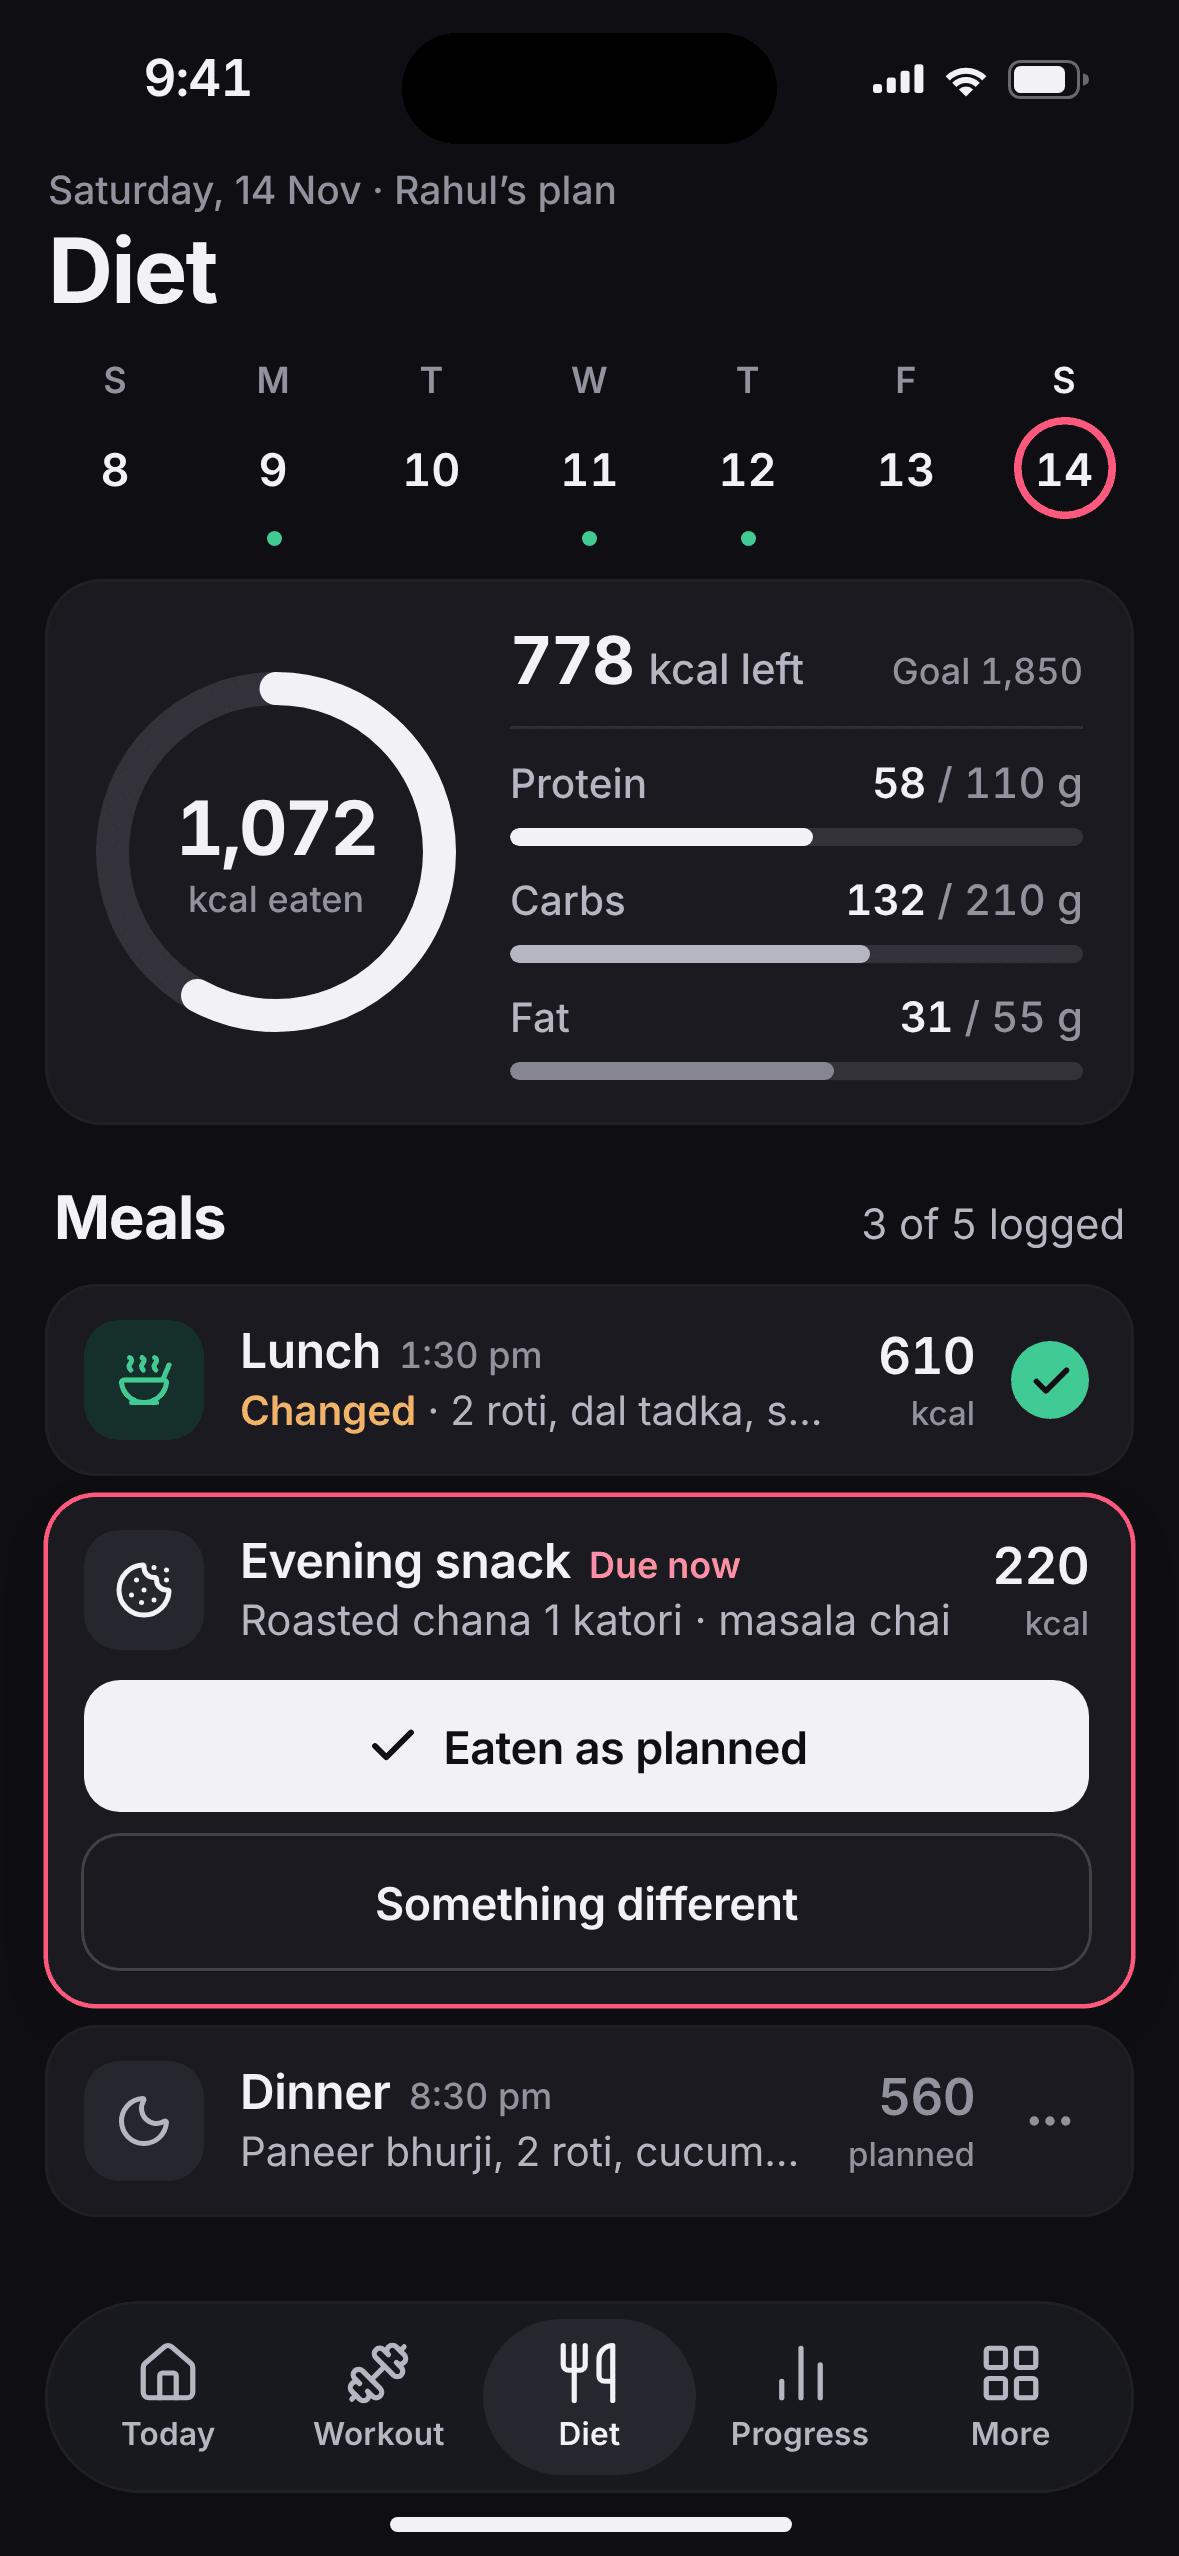 9:41
Saturday, 14 Nov · Rahul’s plan
Diet
S M T W T F S
8 9 10 11 12 13 14
778 kcal left Goal 1,850
1,072
kcal eaten
Protein 58 / 110 g
Carbs 132 / 210 g
Fat 31 / 55 g
Meals 3 of 5 logged
Lunch 1:30 pm 610
Changed · 2 roti, dal tadka, s... kcal
Evening snack Due now 220
Roasted chana 1 katori · masala chai kcal
Eaten as planned
Something different
Dinner 8:30 pm 560
Paneer bhurji, 2 roti, cucum... planned
Today Workout Diet Progress More